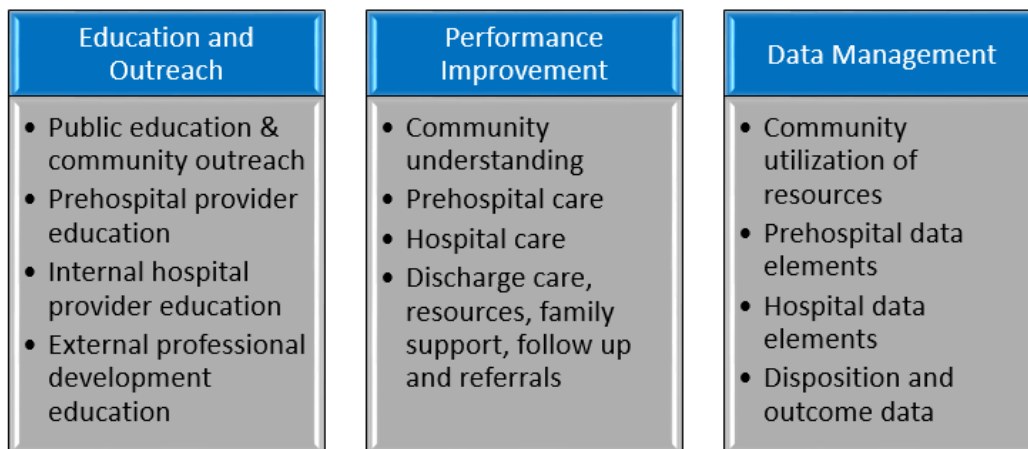 Education and
Outreach
• Public education &
community outreach
• Prehospital provider
education
• Internal hospital
provider education
• External professional
development
education
Performance
Improvement
• Community
understanding
• Prehospital care
• Hospital care
• Discharge care,
resources, family
support, follow up
and referrals
Data Management
• Community
utilization of
resources
• Prehospital data
elements
• Hospital data
elements
• Disposition and
outcome data